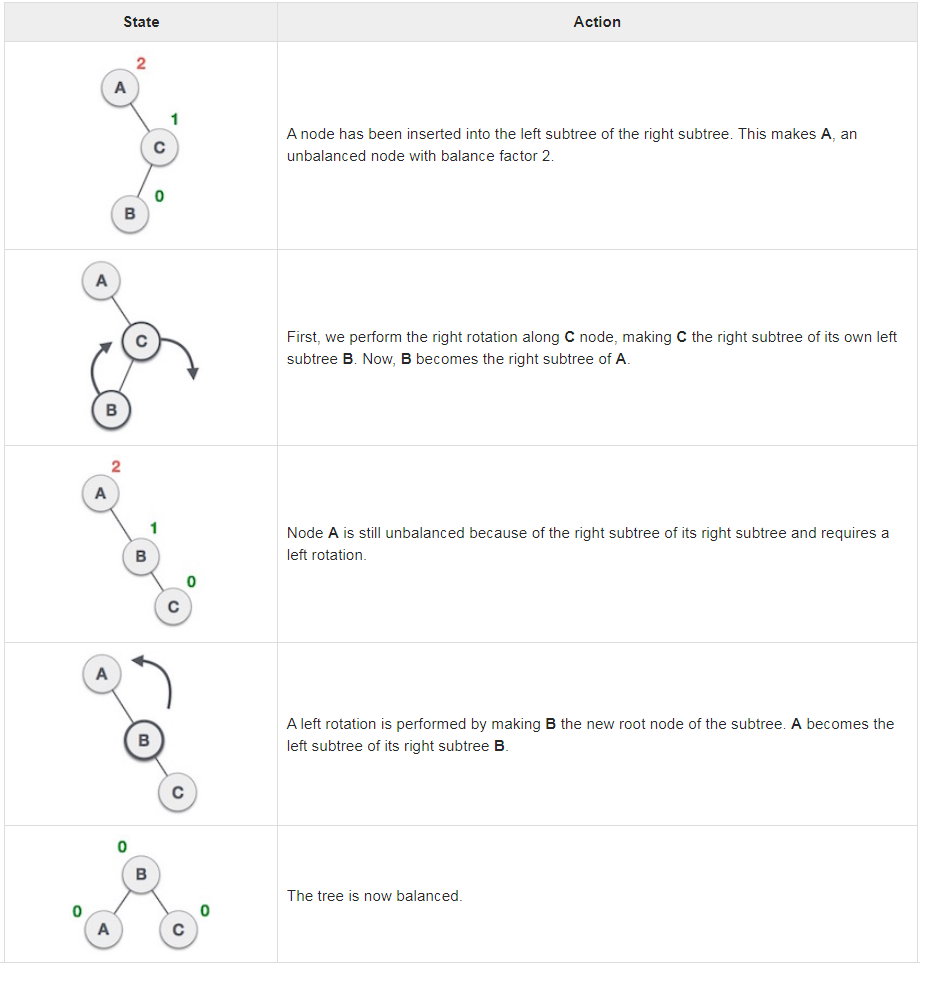 State
Action
2
A
1
C
0
B
A node has been inserted into the left subtree of the right subtree. This makes A, an
unbalanced node with balance factor 2.
A
C
B
First, we perform the right rotation along C node, making C the right subtree of its own left
subtree B. Now, B becomes the right subtree of A.
2
A
1
B
0
C
Node A is still unbalanced because of the right subtree of its right subtree and requires a
left rotation.
A
B
C
A left rotation is performed by making B the new root node of the subtree. A becomes the
left subtree of its right subtree B.
0
B
0
0
A
C
The tree is now balanced.